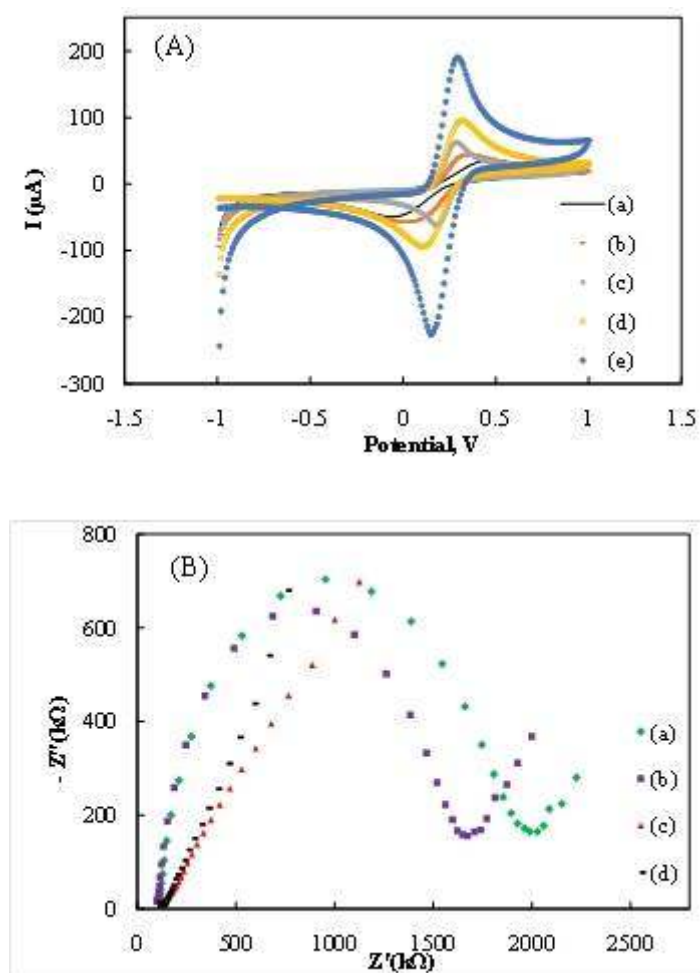 (A)
200
100
0
-100
-200
-300
I (µA)
(a)
(b)
(c)
(d)
(e)
-1.5 -1 -0.5 0 0.5 1 1.5
Potential, V
(B)
800
600
400
200
0
- Z''(kΩ)
(a)
(b)
(c)
(d)
0 500 1000 1500 2000 2500
Z'(kΩ)